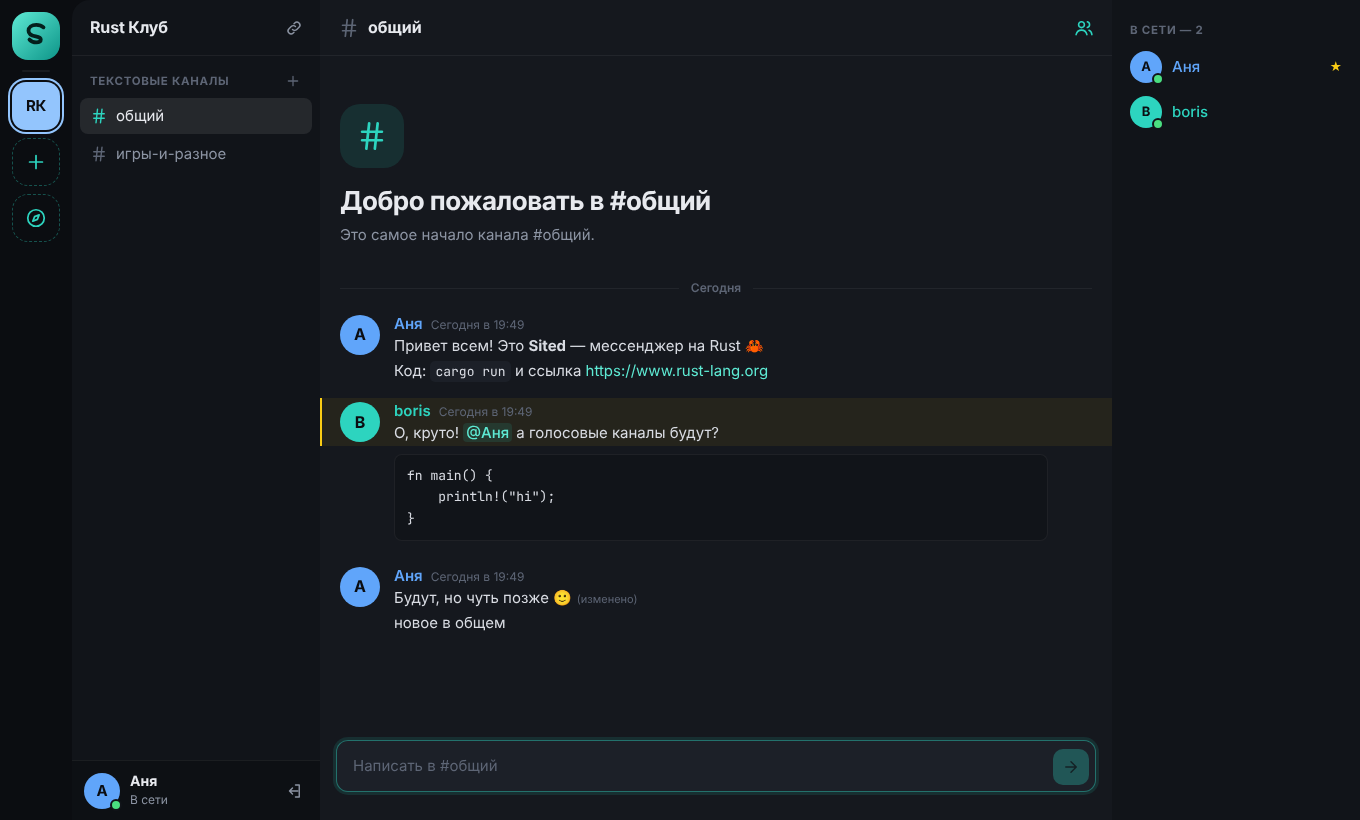 S
RK
Rust Клуб
ТЕКСТОВЫЕ КАНАЛЫ
# общий
# игры-и-разное
A
Аня
В сети
# общий
#
Добро пожаловать в #общий
Это самое начало канала #общий.
Сегодня
A
Аня Сегодня в 19:49
Привет всем! Это Sited — мессенджер на Rust 🦀
Код: cargo run и ссылка https://www.rust-lang.org
B
boris Сегодня в 19:49
О, круто! @Аня а голосовые каналы будут?
fn main() {
    println!("hi");
}
A
Аня Сегодня в 19:49
Будут, но чуть позже 🙂 (изменено)
новое в общем
Написать в #общий
В СЕТИ — 2
A
Аня
B
boris